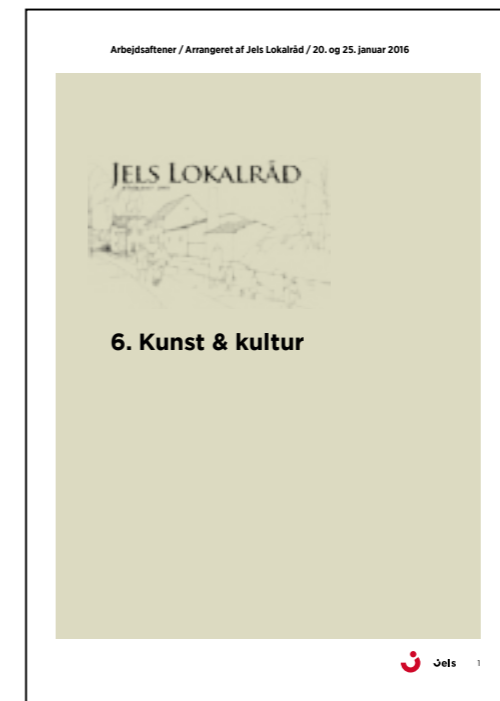 Arbejdsaftener / Arrangeret af Jels Lokalråd / 20. og 25. januar 2016
JELS LOKALRÅD
6. Kunst & kultur
Jels 1